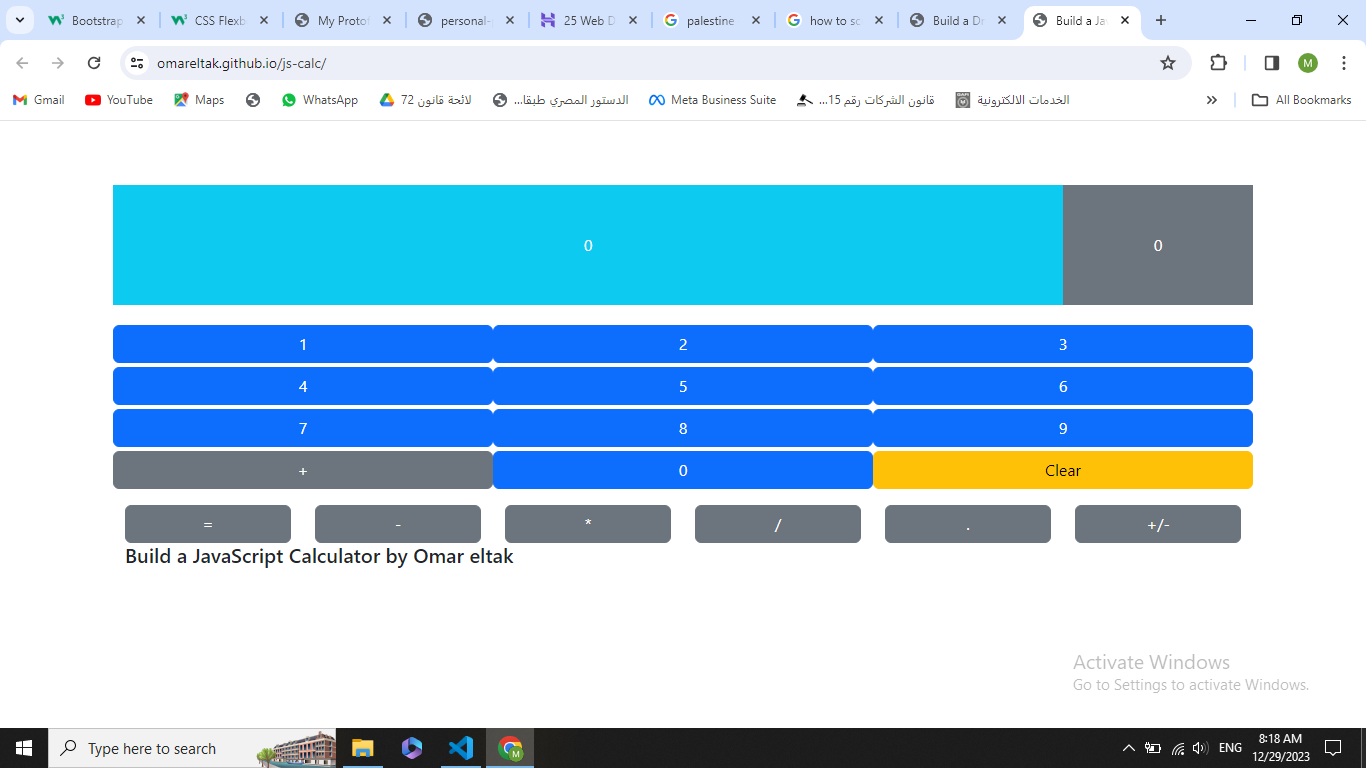 Bootstrap
CSS Flexb
My Protof
personal-
25 Web D
palestine
how to sc
Build a Dr
Build a Jav
omareltak.github.io/js-calc/
M
Gmail
YouTube
Maps
WhatsApp
لائحة قانون 72
الدستور المصري طبقا...
Meta Business Suite
قانون الشركات رقم 15...
الخدمات الالكترونية
All Bookmarks
0
0
1 2 3
4 5 6
7 8 9
+ 0 Clear
= - * / . +/-
Build a JavaScript Calculator by Omar eltak
Activate Windows
Go to Settings to activate Windows.
Type here to search
M
ENG
8:18 AM
12/29/2023